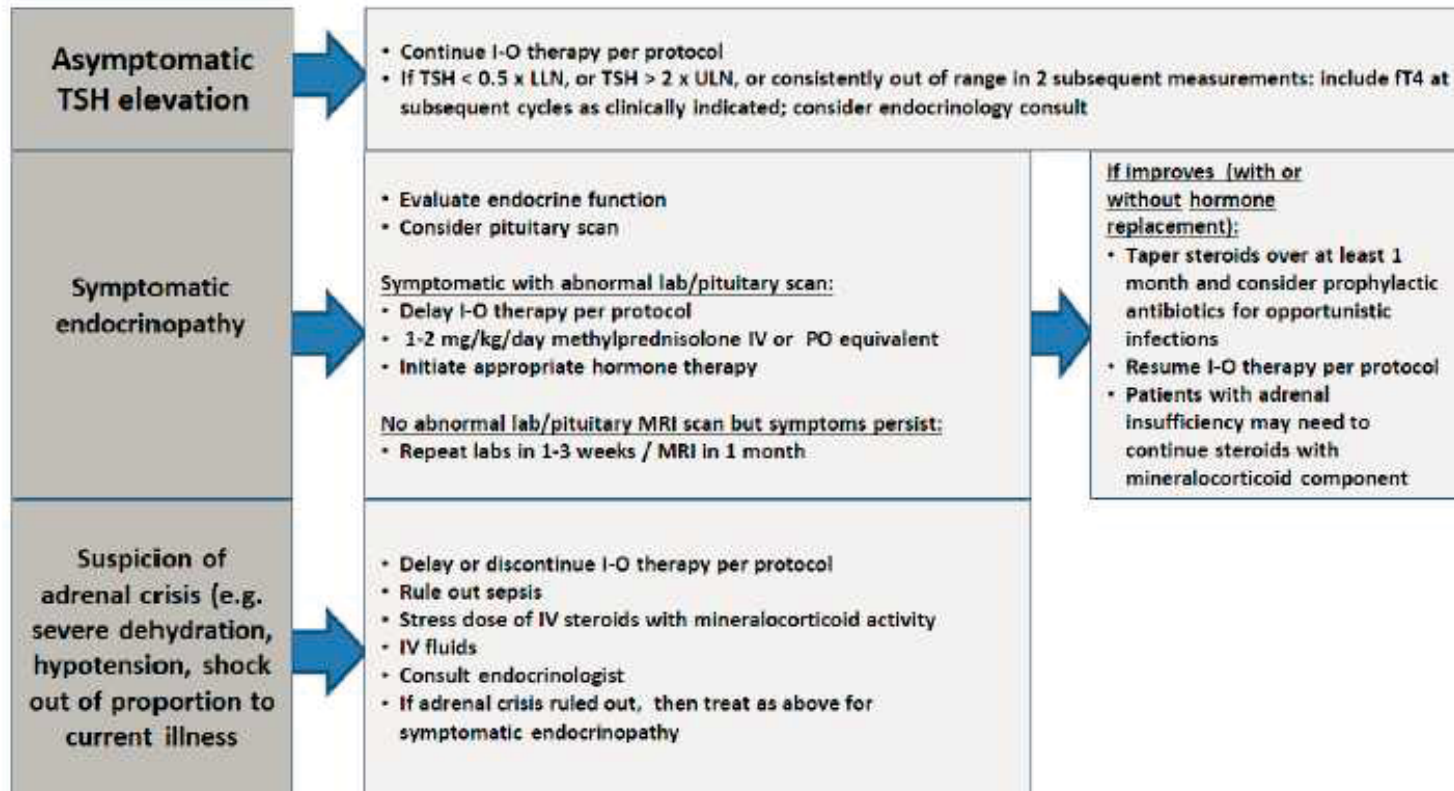 Asymptomatic
TSH elevation
• Continue I-O therapy per protocol
• If TSH < 0.5 x LLN, or TSH > 2 x ULN, or consistently out of range in 2 subsequent measurements: include fT4 at
subsequent cycles as clinically indicated; consider endocrinology consult
Symptomatic
endocrinopathy
• Evaluate endocrine function
• Consider pituitary scan
Symptomatic with abnormal lab/pituitary scan:
• Delay I-O therapy per protocol
• 1-2 mg/kg/day methylprednisolone IV or PO equivalent
• Initiate appropriate hormone therapy
No abnormal lab/pituitary MRI scan but symptoms persist:
• Repeat labs in 1-3 weeks / MRI in 1 month
If improves (with or
without hormone
replacement):
• Taper steroids over at least 1
month and consider prophylactic
antibiotics for opportunistic
infections
• Resume I-O therapy per protocol
• Patients with adrenal
insufficiency may need to
continue steroids with
mineralocorticoid component
Suspicion of
adrenal crisis (e.g.
severe dehydration,
hypotension, shock
out of proportion to
current illness
• Delay or discontinue I-O therapy per protocol
• Rule out sepsis
• Stress dose of IV steroids with mineralocorticoid activity
• IV fluids
• Consult endocrinologist
• If adrenal crisis ruled out, then treat as above for
symptomatic endocrinopathy